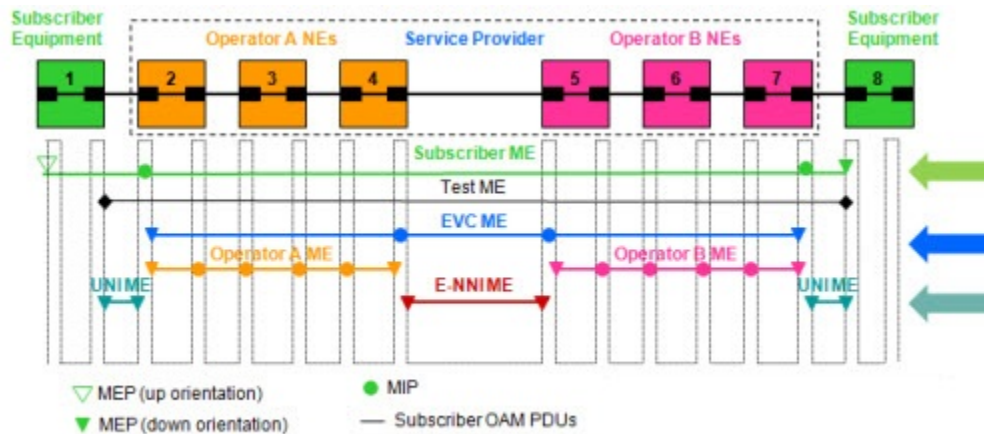 Subscriber
Equipment
Operator A NEs
Service Provider
Operator B NEs
Subscriber
Equipment
1
2
3
4
5
6
7
8
Subscriber ME
Test ME
EVC ME
Operator A ME
Operator B ME
UNI ME
E-NNI ME
UNI ME
MEP (up orientation)
MIP
MEP (down orientation)
Subscriber OAM PDUs